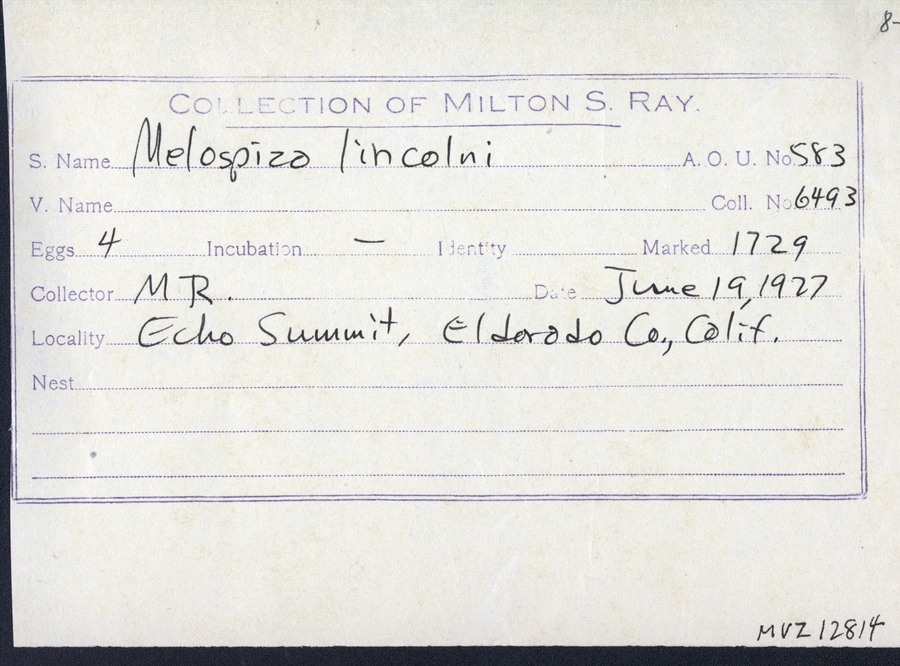 8-
COLLECTION OF MILTON S. RAY.
S. Name Melospiza lincolni A. O. U. No. 583
V. Name Coll. No. 6493
Eggs 4 Incubation — Identity Marked 1729
Collector M R. Date June 19, 1927
Locality Echo Summit, Eldorado Co., Calif.
Nest
MVZ 12814